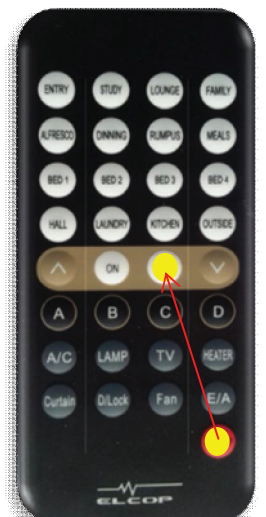 ENTRY STUDY LOUNGE FAMILY
ALFRESCO DINNING RUMPUS MEALS
BED 1 BED 2 BED 3 BED 4
HALL LAUNDRY KITCHEN OUTSIDE
ON
A B C D
A/C LAMP TV HEATER
Curtain D/Lock Fan E/A
ELCOP